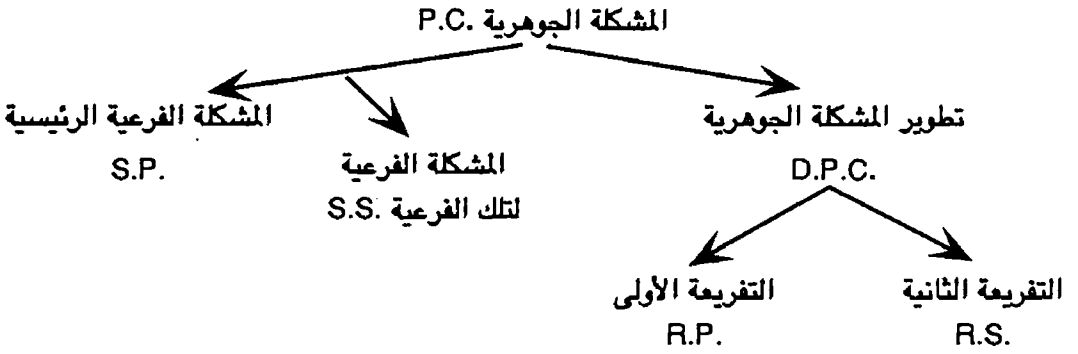 المشكلة الجوهرية P.C.
تطوير المشكلة الجوهرية
D.P.C.
المشكلة الفرعية الرئيسية
S.P.
المشكلة الفرعية
لتلك الفرعية S.S.
التفريعة الثانية
R.S.
التفريعة الأولى
R.P.